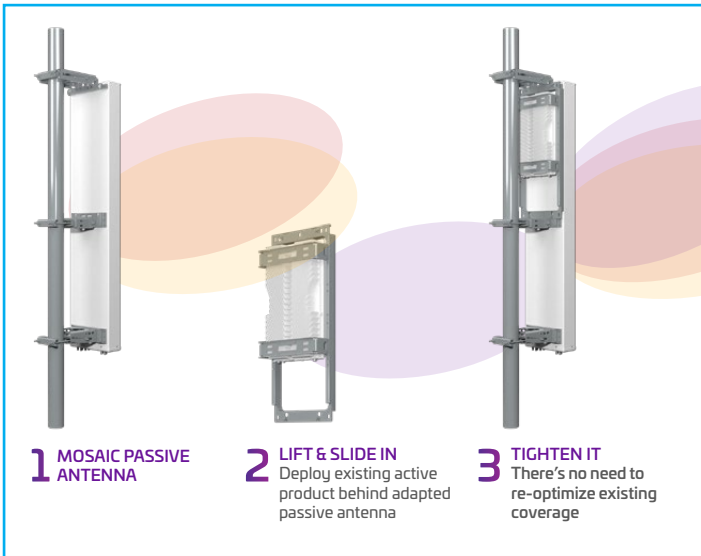 1 MOSAIC PASSIVE
ANTENNA
2 LIFT & SLIDE IN
Deploy existing active
product behind adapted
passive antenna
3 TIGHTEN IT
There's no need to
re-optimize existing
coverage